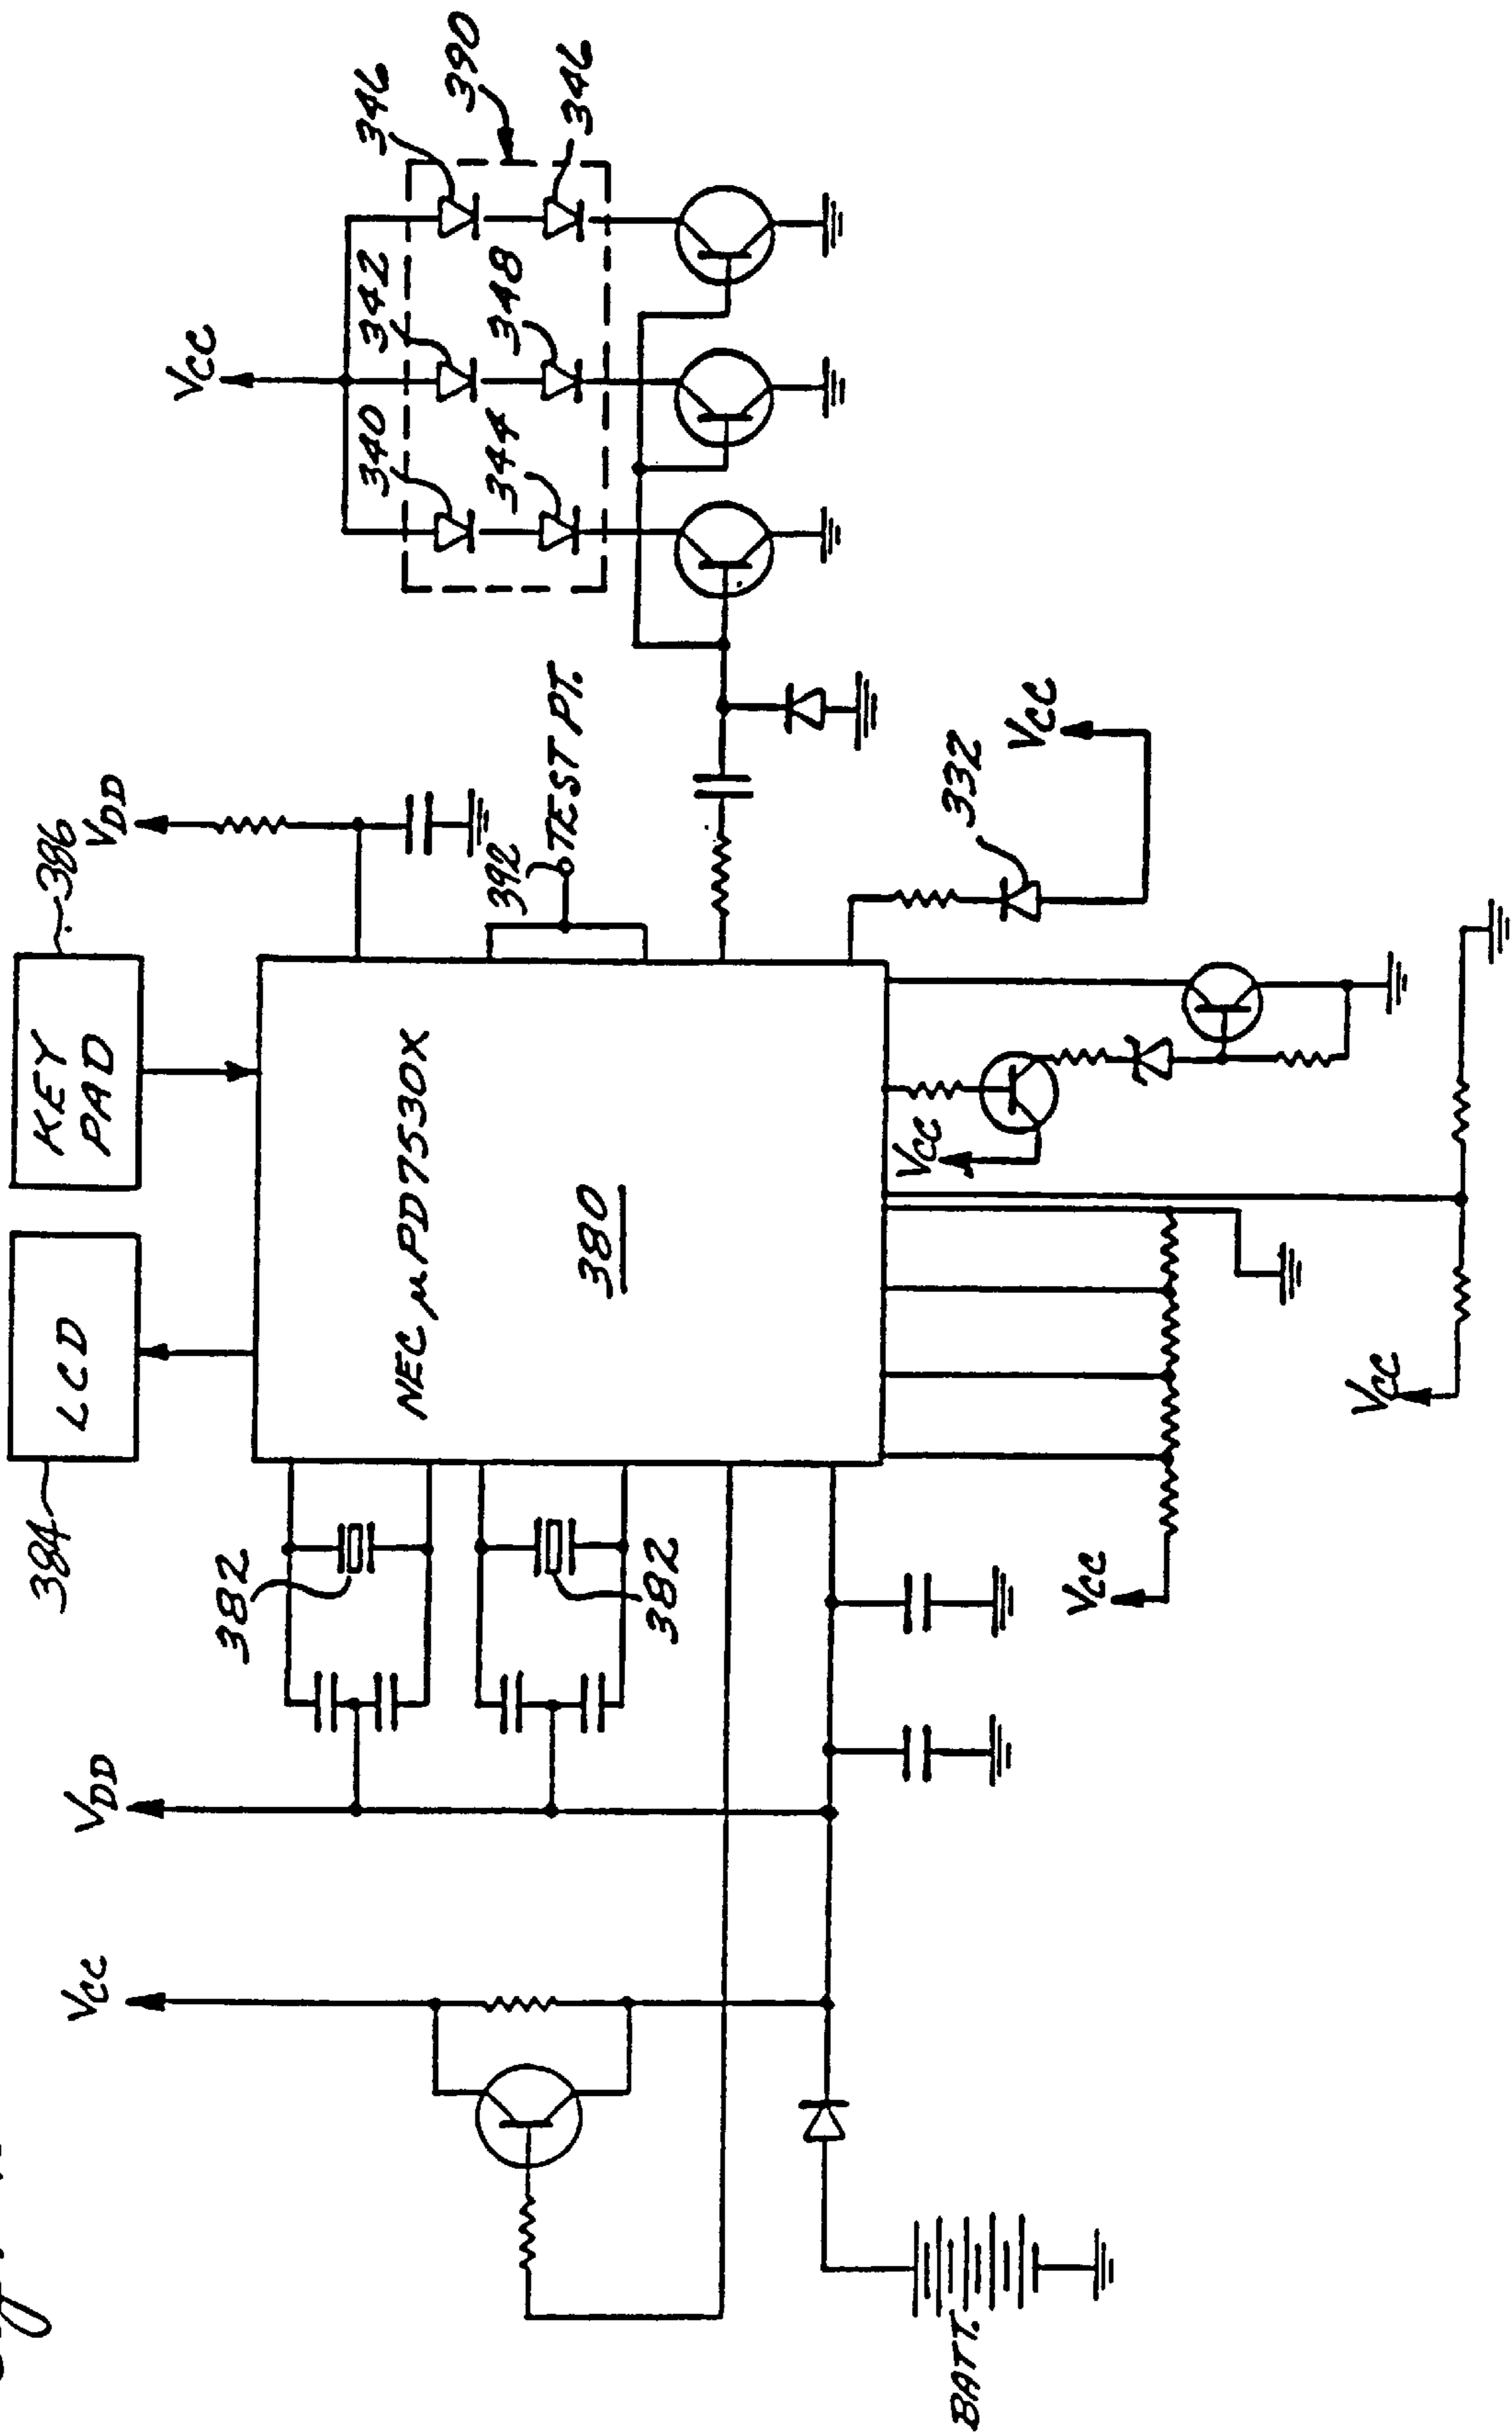 384
LCD
KEY
PAD
386
VCC
VDD
VDD
VCC
346
390
346
342
348
340
344
382
382
NEC μPD7530X
380
392
TEST PT.
332
VCC
VCC
VCC
VCC
BATT.